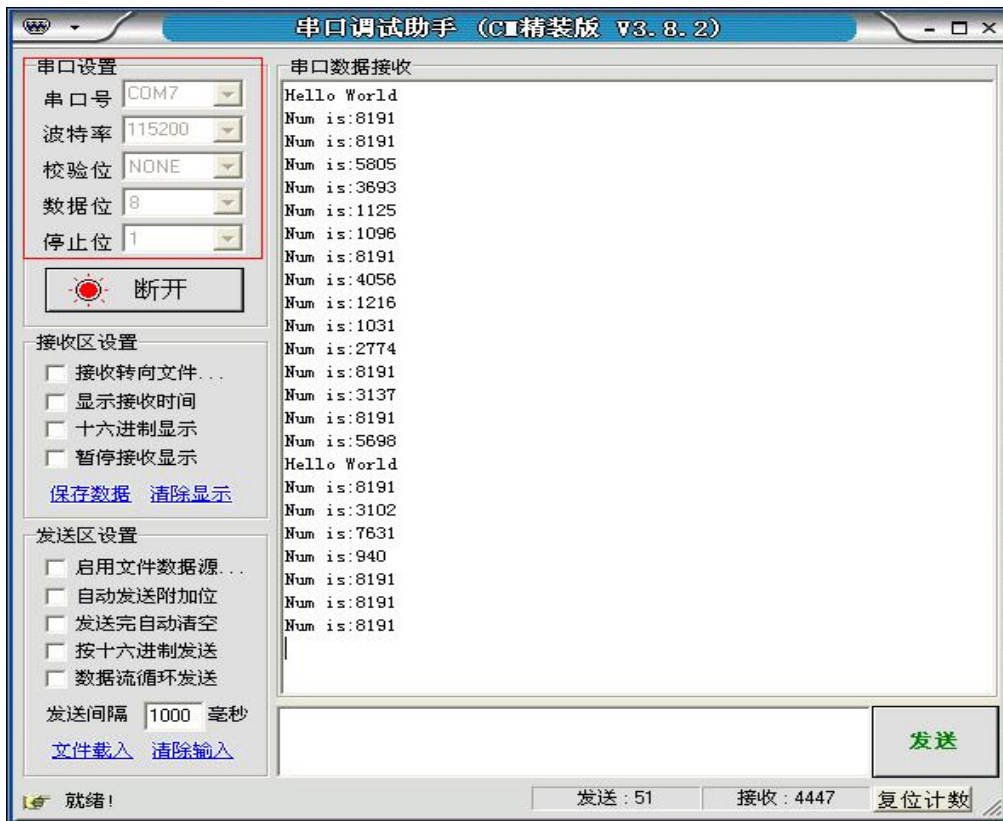 串口调试助手 (CM精装版 V3.8.2)
串口设置
串口号 COM7
波特率 115200
校验位 NONE
数据位 8
停止位 1
断开
接收区设置
接收转向文件...
显示接收时间
十六进制显示
暂停接收显示
保存数据 清除显示
发送区设置
启用文件数据源...
自动发送附加位
发送完自动清空
按十六进制发送
数据流循环发送
发送间隔 1000 毫秒
文件载入 清除输入
串口数据接收
Hello World
Num is:8191
Num is:8191
Num is:5805
Num is:3693
Num is:1125
Num is:1096
Num is:8191
Num is:4056
Num is:1216
Num is:1031
Num is:2774
Num is:8191
Num is:3137
Num is:8191
Num is:5698
Hello World
Num is:8191
Num is:3102
Num is:7631
Num is:940
Num is:8191
Num is:8191
Num is:8191
发送
就绪! 发送:51 接收:4447 复位计数